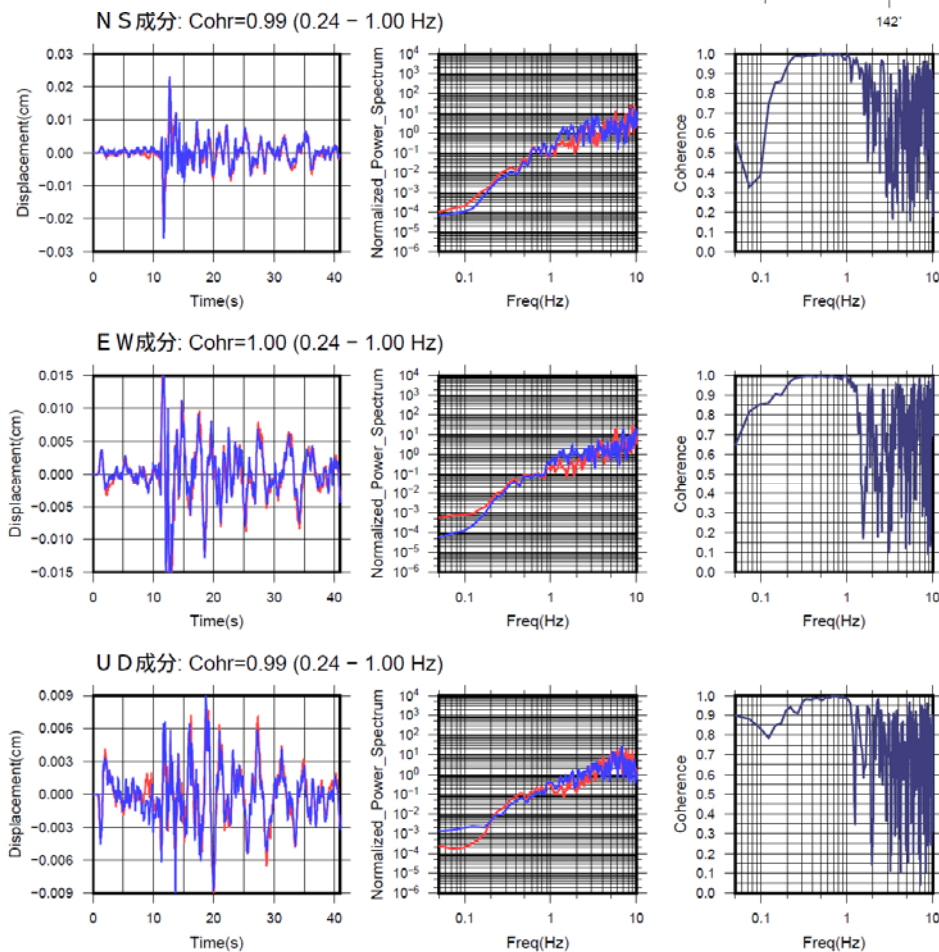 142°
ＮＳ成分: Cohr=0.99 (0.24 − 1.00 Hz)
Displacement(cm)
0.03
0.02
0.01
0.00
−0.01
−0.02
−0.03
0 10 20 30 40
Time(s)
Normalized_Power_Spectrum
10⁴
10³
10²
10¹
10⁰
10⁻¹
10⁻²
10⁻³
10⁻⁴
10⁻⁵
10⁻⁶
0.1 1 10
Freq(Hz)
Coherence
1.0
0.9
0.8
0.7
0.6
0.5
0.4
0.3
0.2
0.1
0.0
0.1 1 10
Freq(Hz)
ＥＷ成分: Cohr=1.00 (0.24 − 1.00 Hz)
Displacement(cm)
0.015
0.010
0.005
0.000
−0.005
−0.010
−0.015
0 10 20 30 40
Time(s)
Normalized_Power_Spectrum
10⁴
10³
10²
10¹
10⁰
10⁻¹
10⁻²
10⁻³
10⁻⁴
10⁻⁵
10⁻⁶
0.1 1 10
Freq(Hz)
Coherence
1.0
0.9
0.8
0.7
0.6
0.5
0.4
0.3
0.2
0.1
0.0
0.1 1 10
Freq(Hz)
ＵＤ成分: Cohr=0.99 (0.24 − 1.00 Hz)
Displacement(cm)
0.009
0.006
0.003
0.000
−0.003
−0.006
−0.009
0 10 20 30 40
Time(s)
Normalized_Power_Spectrum
10⁴
10³
10²
10¹
10⁰
10⁻¹
10⁻²
10⁻³
10⁻⁴
10⁻⁵
10⁻⁶
0.1 1 10
Freq(Hz)
Coherence
1.0
0.9
0.8
0.7
0.6
0.5
0.4
0.3
0.2
0.1
0.0
0.1 1 10
Freq(Hz)